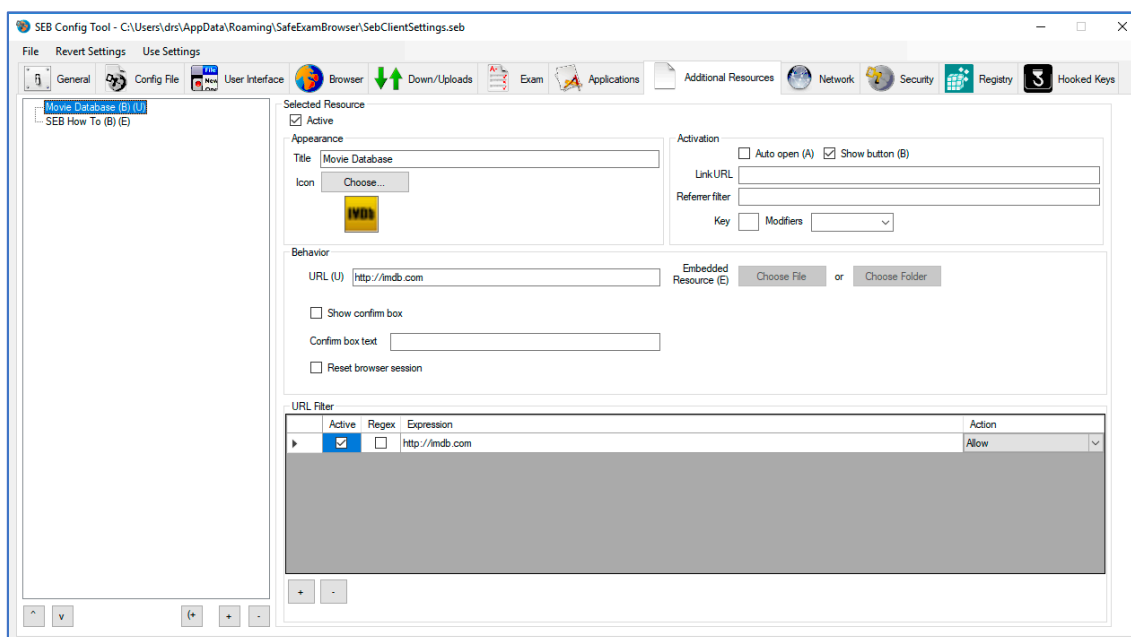 SEB Config Tool - C:\Users\drs\AppData\Roaming\SafeExamBrowser\SebClientSettings.seb
File Revert Settings Use Settings
General Config File User Interface Browser Down/Uploads Exam Applications Additional Resources Network Security Registry Hooked Keys
Movie Database (B) (U)
SEB How To (B) (E)
Selected Resource
Active
Appearance
Title Movie Database
Icon Choose...
IMDb
Activation
Auto open (A) Show button (B)
Link URL
Referrer filter
Key Modifiers
Behavior
URL (U) http://imdb.com
Embedded Resource (E) Choose File or Choose Folder
Show confirm box
Confirm box text
Reset browser session
URL Filter
Active Regex Expression Action
http://imdb.com Allow
+ -
^ v (+ + -